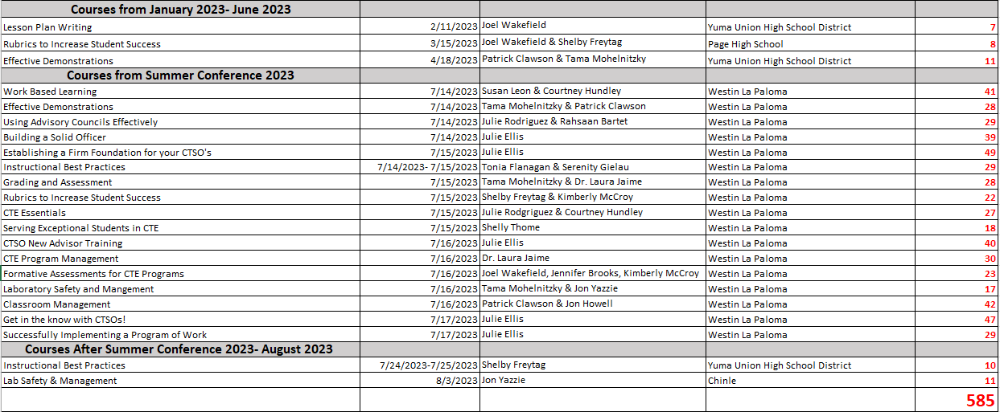 Courses from January 2023- June 2023
Lesson Plan Writing 2/11/2023 Joel Wakefield Yuma Union High School District 7
Rubrics to Increase Student Success 3/15/2023 Joel Wakefield & Shelby Freytag Page High School 8
Effective Demonstrations 4/18/2023 Patrick Clawson & Tama Mohelnitzky Yuma Union High School District 11
Courses from Summer Conference 2023
Work Based Learning 7/14/2023 Susan Leon & Courtney Hundley Westin La Paloma 41
Effective Demonstrations 7/14/2023 Tama Mohelnitzky & Patrick Clawson Westin La Paloma 28
Using Advisory Councils Effectively 7/14/2023 Julie Rodriguez & Rahsaan Bartet Westin La Paloma 29
Building a Solid Officer 7/14/2023 Julie Ellis Westin La Paloma 39
Establishing a Firm Foundation for your CTSO's 7/15/2023 Julie Ellis Westin La Paloma 49
Instructional Best Practices 7/14/2023- 7/15/2023 Tonia Flanagan & Serenity Gielau Westin La Paloma 29
Grading and Assessment 7/15/2023 Tama Mohelnitzky & Dr. Laura Jaime Westin La Paloma 28
Rubrics to Increase Student Success 7/15/2023 Shelby Freytag & Kimberly McCroy Westin La Paloma 22
CTE Essentials 7/15/2023 Julie Rodgriguez & Courtney Hundley Westin La Paloma 27
Serving Exceptional Students in CTE 7/15/2023 Shelly Thome Westin La Paloma 18
CTSO New Advisor Training 7/16/2023 Julie Ellis Westin La Paloma 40
CTE Program Management 7/16/2023 Dr. Laura Jaime Westin La Paloma 30
Formative Assessments for CTE Programs 7/16/2023 Joel Wakefield, Jennifer Brooks, Kimberly McCroy Westin La Paloma 23
Laboratory Safety and Mangement 7/16/2023 Tama Mohelnitzky & Jon Yazzie Westin La Paloma 17
Classroom Management 7/16/2023 Patrick Clawson & Jon Howell Westin La Paloma 42
Get in the know with CTSOs! 7/17/2023 Julie Ellis Westin La Paloma 47
Successfully Implementing a Program of Work 7/17/2023 Julie Ellis Westin La Paloma 29
Courses After Summer Conference 2023- August 2023
Instructional Best Practices 7/24/2023-7/25/2023 Shelby Freytag Yuma Union High School District 10
Lab Safety & Management 8/3/2023 Jon Yazzie Chinle 11
585